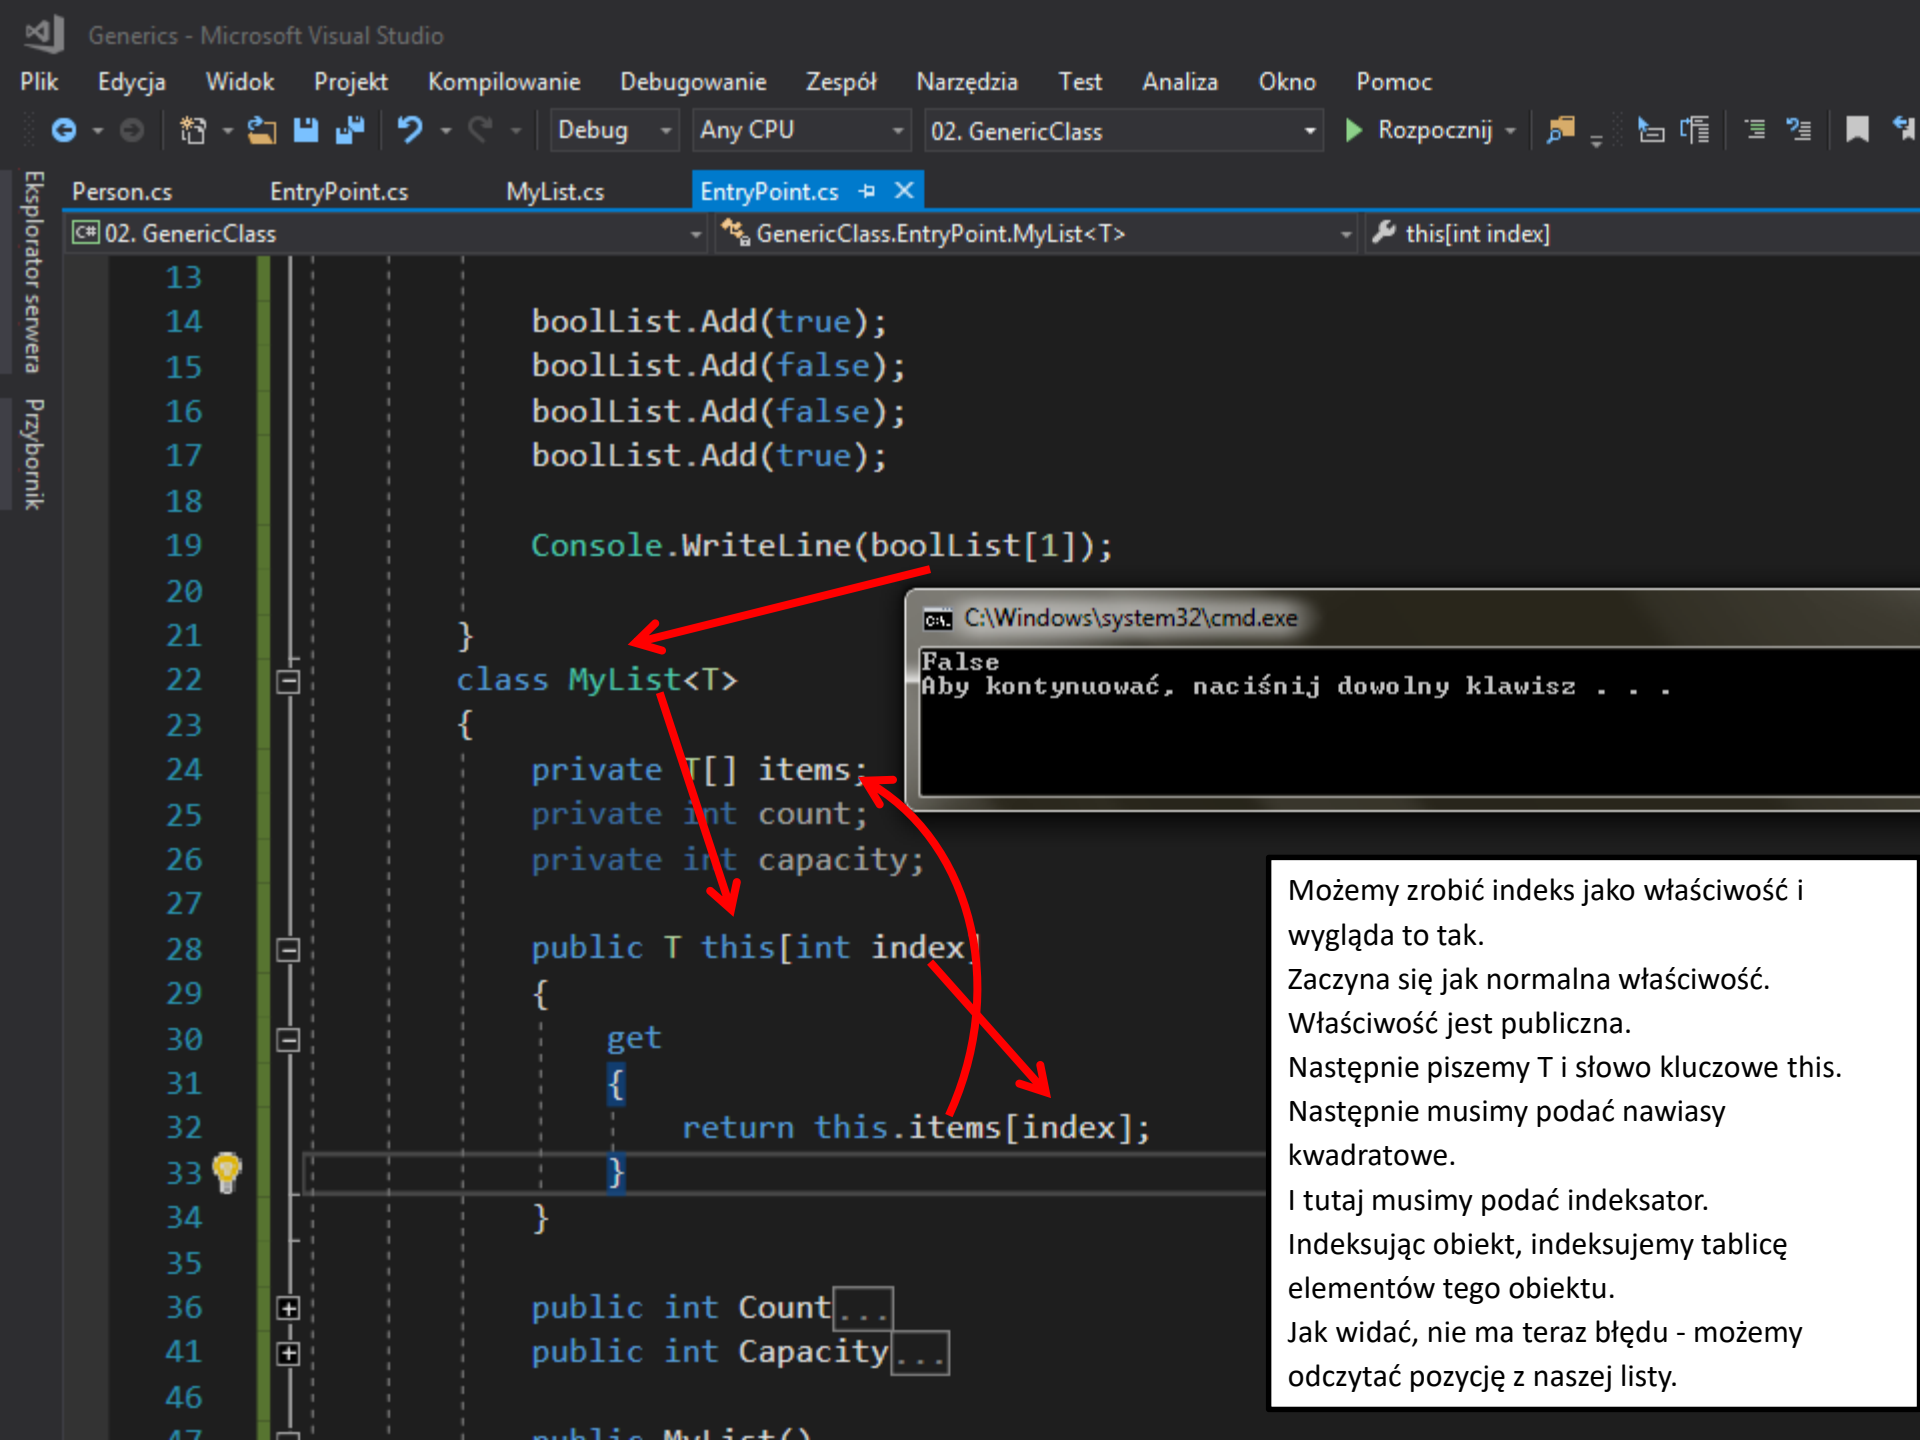 Generics - Microsoft Visual Studio
Plik Edycja Widok Projekt Kompilowanie Debugowanie Zespół Narzędzia Test Analiza Okno Pomoc
Debug Any CPU 02. GenericClass Rozpocznij
Eksplorator serwera
Przybornik
Person.cs EntryPoint.cs MyList.cs EntryPoint.cs
C# 02. GenericClass GenericClass.EntryPoint.MyList<T> this[int index]
13
14 boolList.Add(true);
15 boolList.Add(false);
16 boolList.Add(false);
17 boolList.Add(true);
18
19 Console.WriteLine(boolList[1]);
20
21 }
22 class MyList<T>
23 {
24 private T[] items;
25 private int count;
26 private int capacity;
27
28 public T this[int index]
29 {
30 get
31 {
32 return this.items[index];
33 }
34 }
35
36 public int Count...
41 public int Capacity...
46
47 public MyList()
C:\Windows\system32\cmd.exe
False
Aby kontynuować, naciśnij dowolny klawisz . . .
Możemy zrobić indeks jako właściwość i
wygląda to tak.
Zaczyna się jak normalna właściwość.
Właściwość jest publiczna.
Następnie piszemy T i słowo kluczowe this.
Następnie musimy podać nawiasy
kwadratowe.
I tutaj musimy podać indeksator.
Indeksując obiekt, indeksujemy tablicę
elementów tego obiektu.
Jak widać, nie ma teraz błędu - możemy
odczytać pozycję z naszej listy.